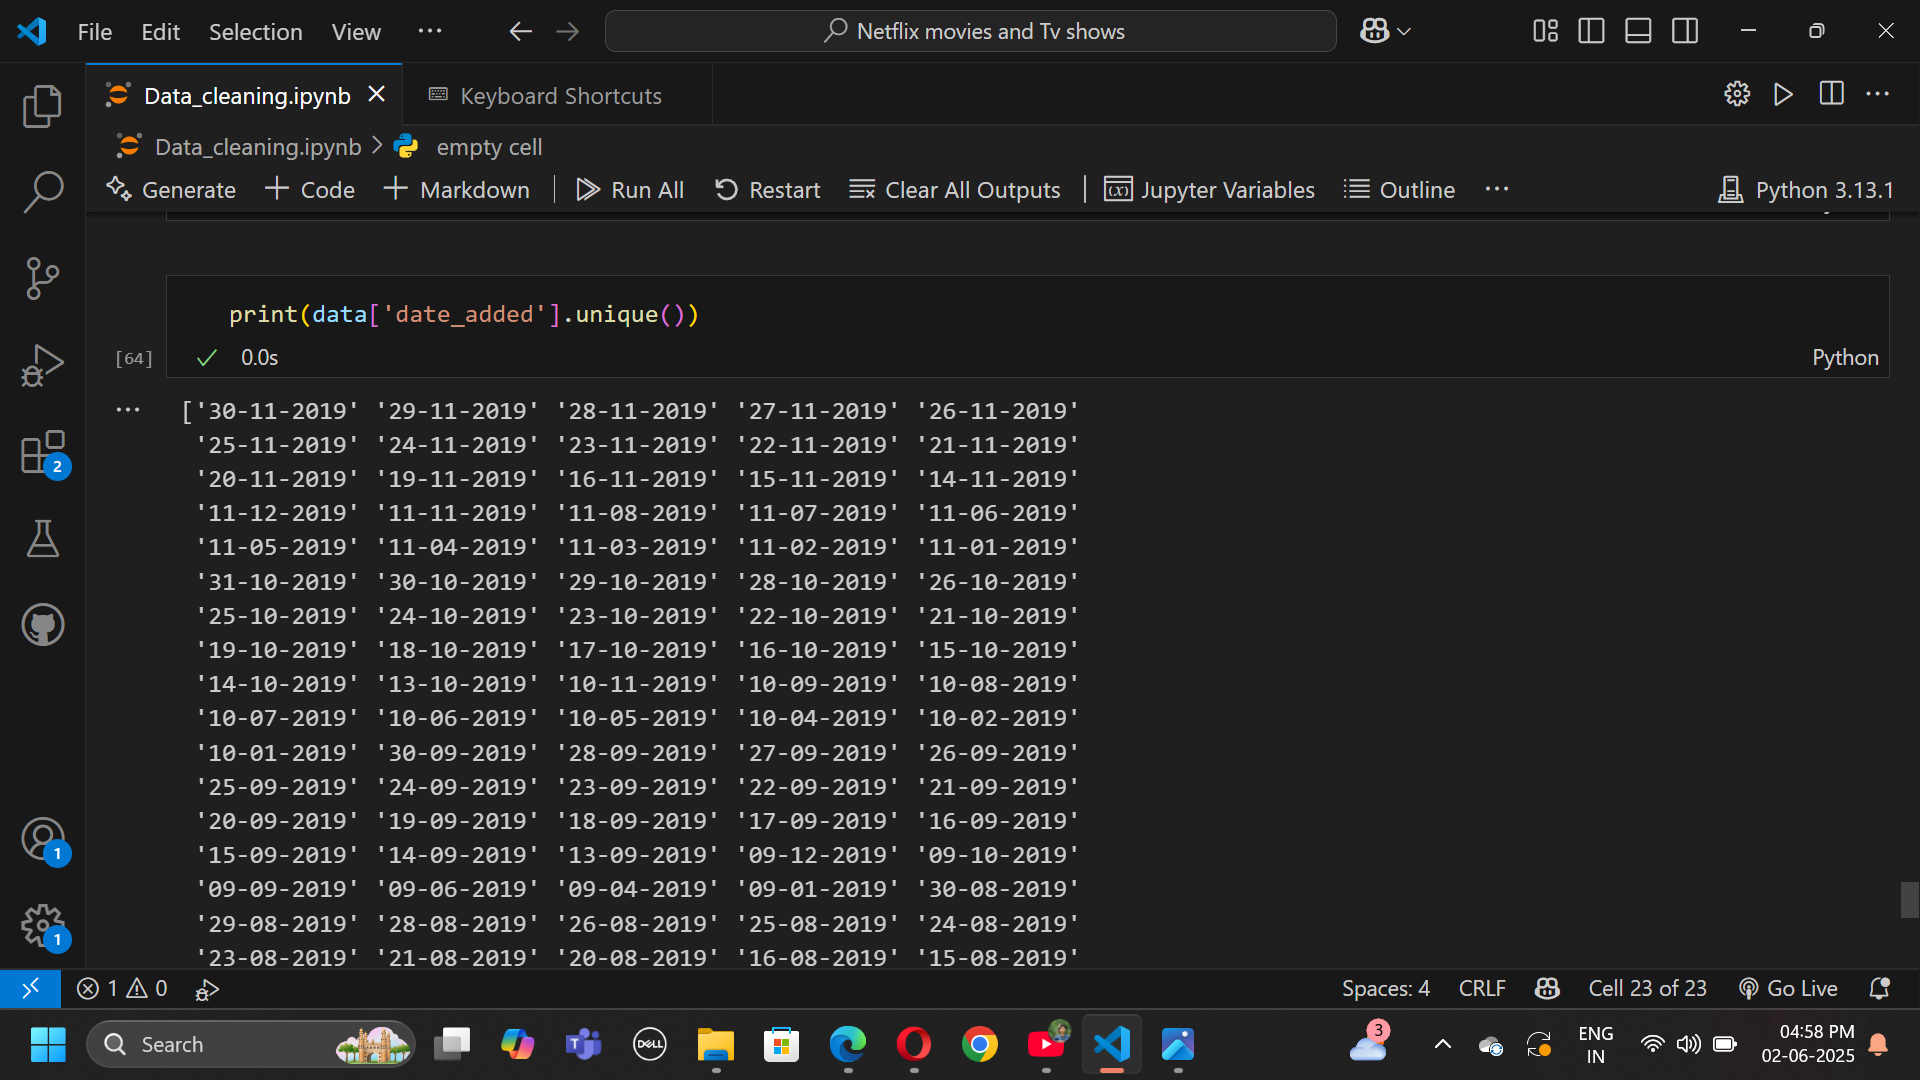 File Edit Selection View ··· Netflix movies and Tv shows
Data_cleaning.ipynb Keyboard Shortcuts
Data_cleaning.ipynb > empty cell
Generate + Code + Markdown | Run All Restart Clear All Outputs | Jupyter Variables Outline ··· Python 3.13.1
print(data['date_added'].unique())
[64] 0.0s Python
['30-11-2019' '29-11-2019' '28-11-2019' '27-11-2019' '26-11-2019'
'25-11-2019' '24-11-2019' '23-11-2019' '22-11-2019' '21-11-2019'
'20-11-2019' '19-11-2019' '16-11-2019' '15-11-2019' '14-11-2019'
'11-12-2019' '11-11-2019' '11-08-2019' '11-07-2019' '11-06-2019'
'11-05-2019' '11-04-2019' '11-03-2019' '11-02-2019' '11-01-2019'
'31-10-2019' '30-10-2019' '29-10-2019' '28-10-2019' '26-10-2019'
'25-10-2019' '24-10-2019' '23-10-2019' '22-10-2019' '21-10-2019'
'19-10-2019' '18-10-2019' '17-10-2019' '16-10-2019' '15-10-2019'
'14-10-2019' '13-10-2019' '10-11-2019' '10-09-2019' '10-08-2019'
'10-07-2019' '10-06-2019' '10-05-2019' '10-04-2019' '10-02-2019'
'10-01-2019' '30-09-2019' '28-09-2019' '27-09-2019' '26-09-2019'
'25-09-2019' '24-09-2019' '23-09-2019' '22-09-2019' '21-09-2019'
'20-09-2019' '19-09-2019' '18-09-2019' '17-09-2019' '16-09-2019'
'15-09-2019' '14-09-2019' '13-09-2019' '09-12-2019' '09-10-2019'
'09-09-2019' '09-06-2019' '09-04-2019' '09-01-2019' '30-08-2019'
'29-08-2019' '28-08-2019' '26-08-2019' '25-08-2019' '24-08-2019'
'23-08-2019' '21-08-2019' '20-08-2019' '16-08-2019' '15-08-2019'
2
1
1
1 0 Spaces: 4 CRLF Cell 23 of 23 Go Live
Search DELL 3 ENG IN 04:58 PM
02-06-2025